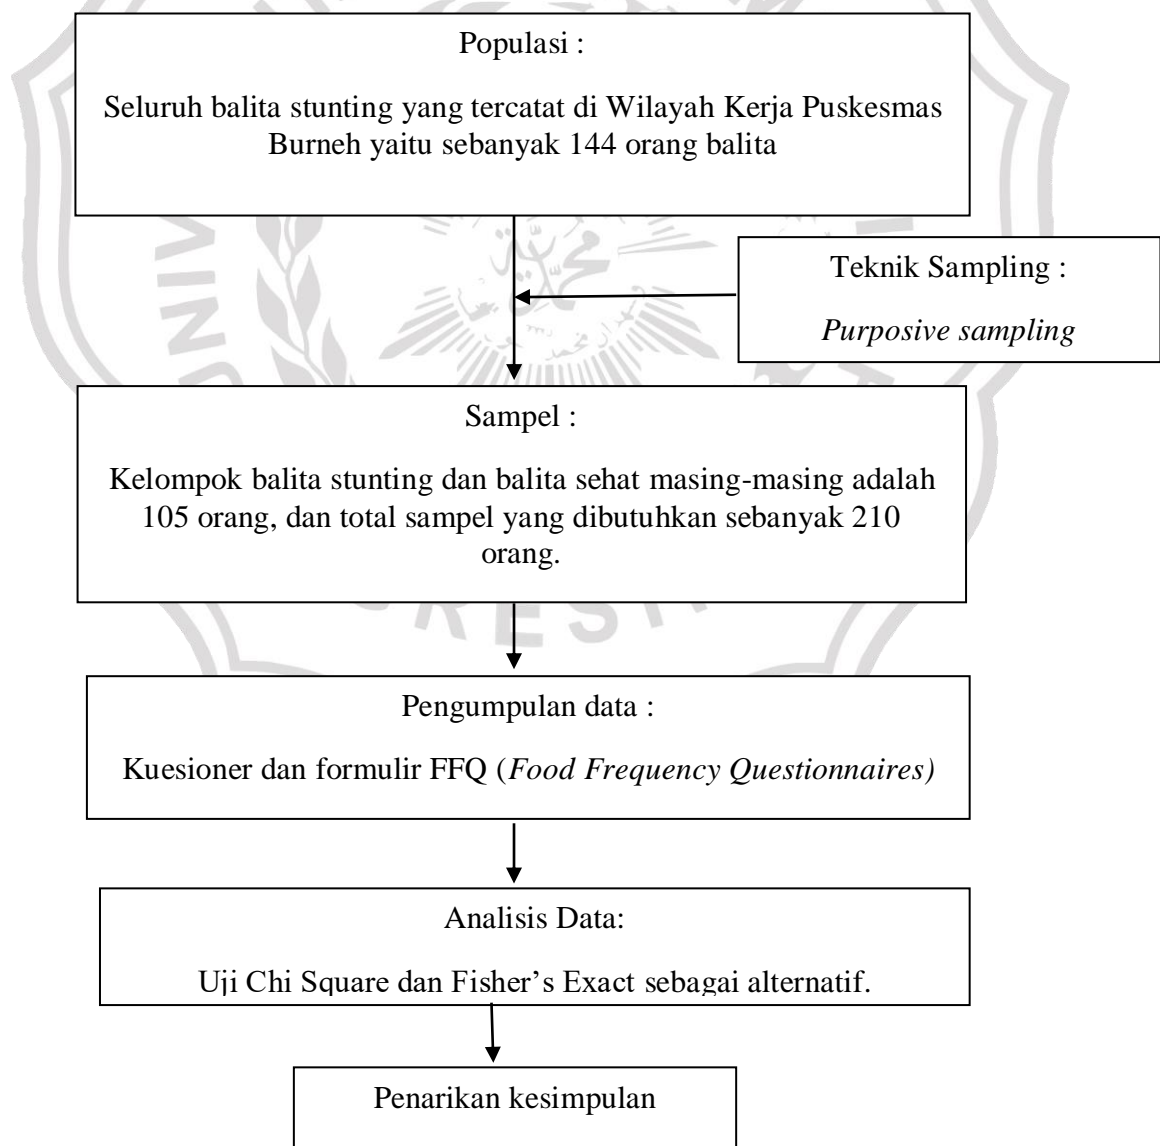 Populasi :
Seluruh balita stunting yang tercatat di Wilayah Kerja Puskesmas
Burneh yaitu sebanyak 144 orang balita
Teknik Sampling :
Purposive sampling
Sampel :
Kelompok balita stunting dan balita sehat masing-masing adalah
105 orang, dan total sampel yang dibutuhkan sebanyak 210
orang.
Pengumpulan data :
Kuesioner dan formulir FFQ (Food Frequency Questionnaires)
Analisis Data:
Uji Chi Square dan Fisher’s Exact sebagai alternatif.
Penarikan kesimpulan